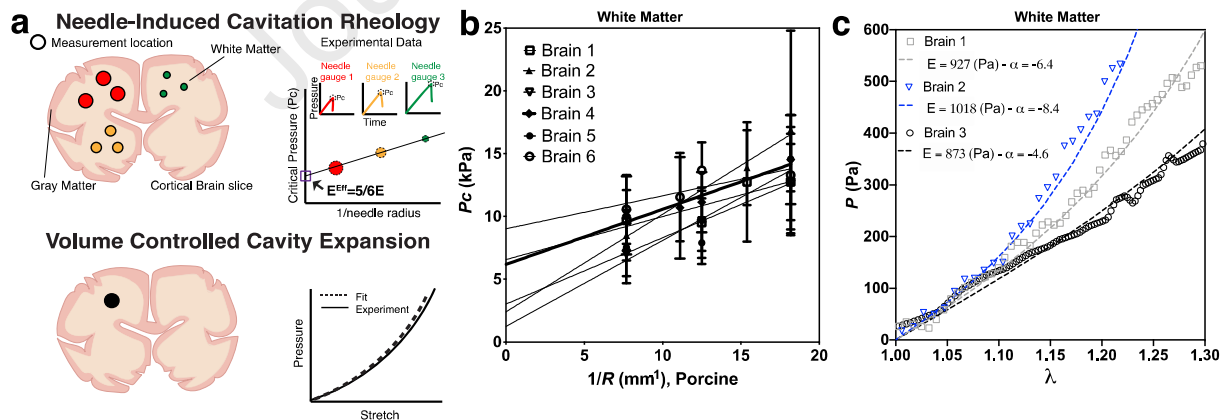 a
Needle-Induced Cavitation Rheology
Measurement location
White Matter
Gray Matter
Cortical Brain slice
Experimental Data
Needle gauge 1
Needle gauge 2
Needle gauge 3
Pressure
Pc
Pc
Pc
Time
Critical Pressure (Pc)
E^Eff=5/6E
1/needle radius
Volume Controlled Cavity Expansion
Fit
Experiment
Pressure
Stretch
b
White Matter
Brain 1
Brain 2
Brain 3
Brain 4
Brain 5
Brain 6
Pc (kPa)
25
20
15
10
5
0
0 5 10 15 20
1/R (mm¹), Porcine
c
White Matter
Brain 1
E = 927 (Pa) - α = -6.4
Brain 2
E = 1018 (Pa) - α = -8.4
Brain 3
E = 873 (Pa) - α = -4.6
P (Pa)
600
500
400
300
200
100
0
1.00 1.05 1.10 1.15 1.20 1.25 1.30
λ